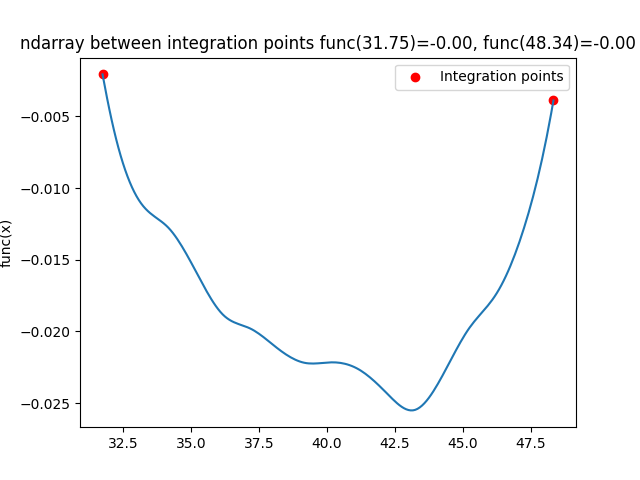 ndarray between integration points func(31.75)=-0.00, func(48.34)=-0.00
Integration points
func(x)
−0.005
−0.010
−0.015
−0.020
−0.025
32.5 35.0 37.5 40.0 42.5 45.0 47.5